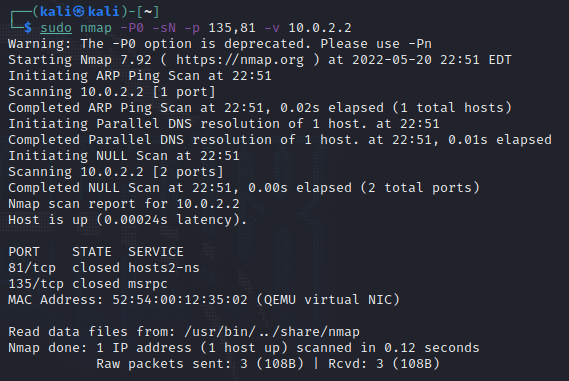 ┌──(kali㉿kali)-[~]
└─$ sudo nmap -P0 -sN -p 135,81 -v 10.0.2.2
Warning: The -P0 option is deprecated. Please use -Pn
Starting Nmap 7.92 ( https://nmap.org ) at 2022-05-20 22:51 EDT
Initiating ARP Ping Scan at 22:51
Scanning 10.0.2.2 [1 port]
Completed ARP Ping Scan at 22:51, 0.02s elapsed (1 total hosts)
Initiating Parallel DNS resolution of 1 host. at 22:51
Completed Parallel DNS resolution of 1 host. at 22:51, 0.01s elapsed
Initiating NULL Scan at 22:51
Scanning 10.0.2.2 [2 ports]
Completed NULL Scan at 22:51, 0.00s elapsed (2 total ports)
Nmap scan report for 10.0.2.2
Host is up (0.00024s latency).

PORT    STATE  SERVICE
81/tcp  closed hosts2-ns
135/tcp closed msrpc
MAC Address: 52:54:00:12:35:02 (QEMU virtual NIC)

Read data files from: /usr/bin/../share/nmap
Nmap done: 1 IP address (1 host up) scanned in 0.12 seconds
           Raw packets sent: 3 (108B) | Rcvd: 3 (108B)